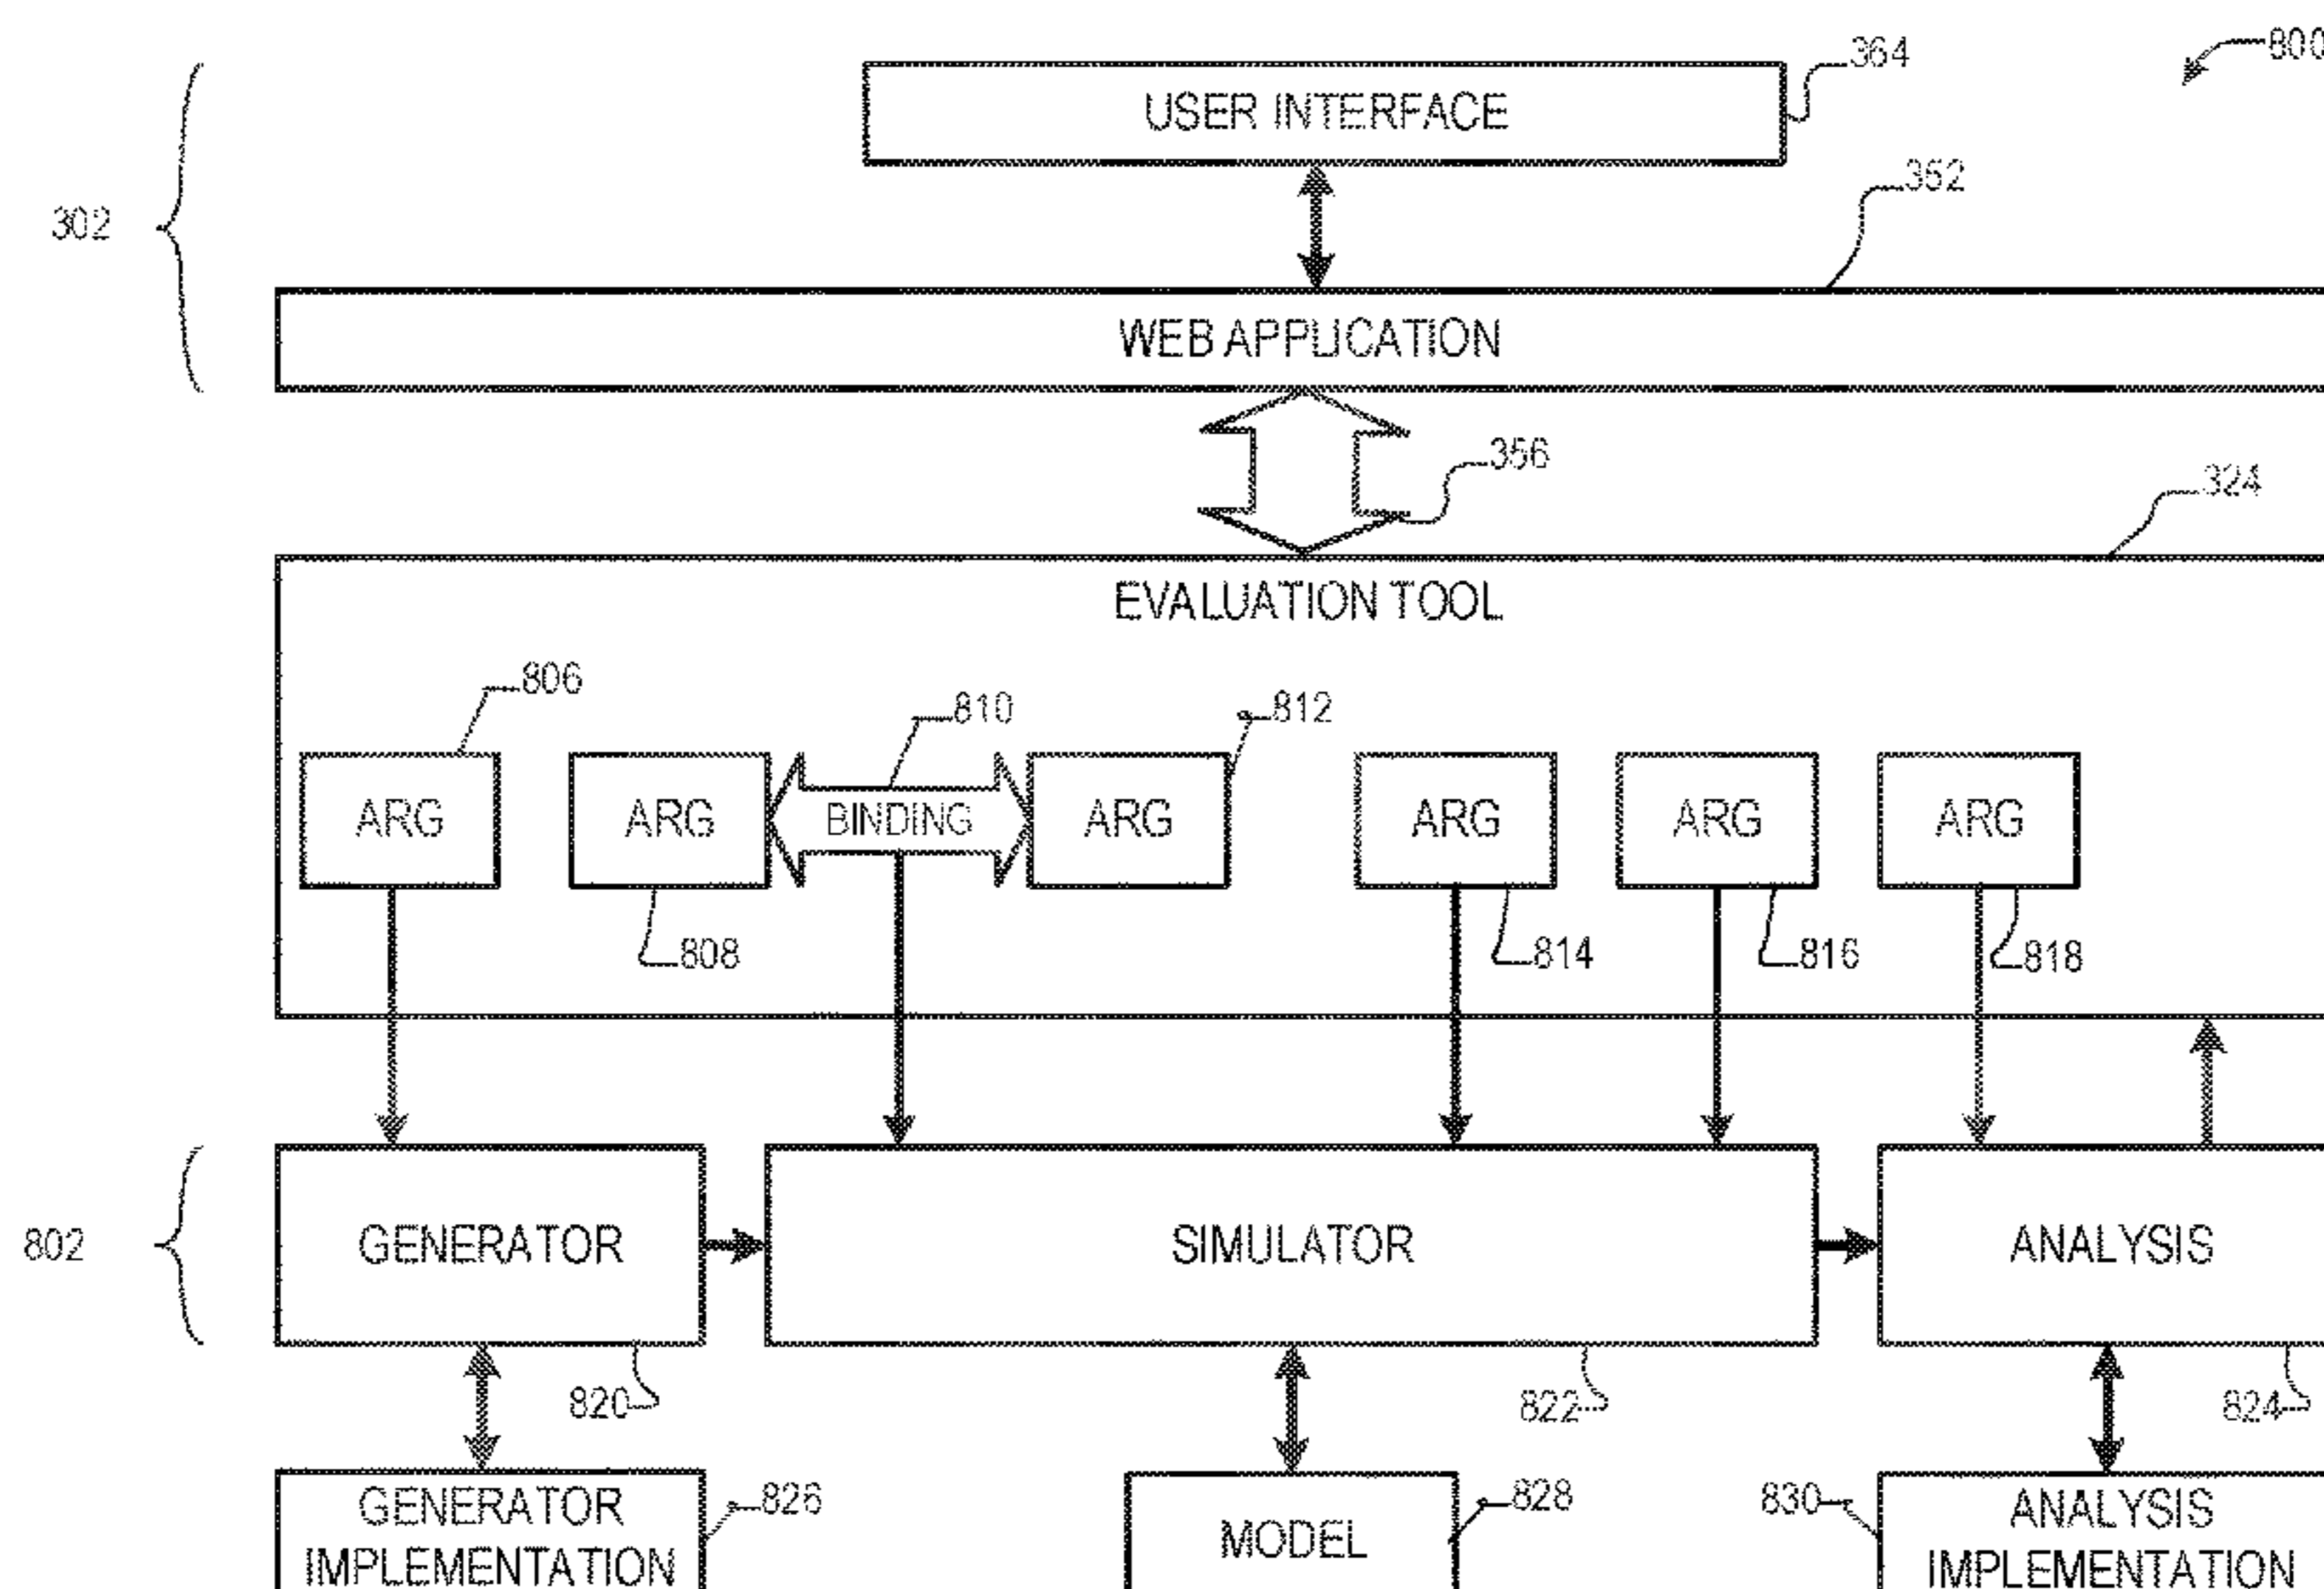 800
364
USER INTERFACE
352
302
WEB APPLICATION
356
324
EVALUATION TOOL
806
810
812
ARG
ARG
BINDING
ARG
ARG
ARG
ARG
808
814
816
818
802
GENERATOR
SIMULATOR
ANALYSIS
820
822
824
GENERATOR
IMPLEMENTATION
826
MODEL
828
830
ANALYSIS
IMPLEMENTATION